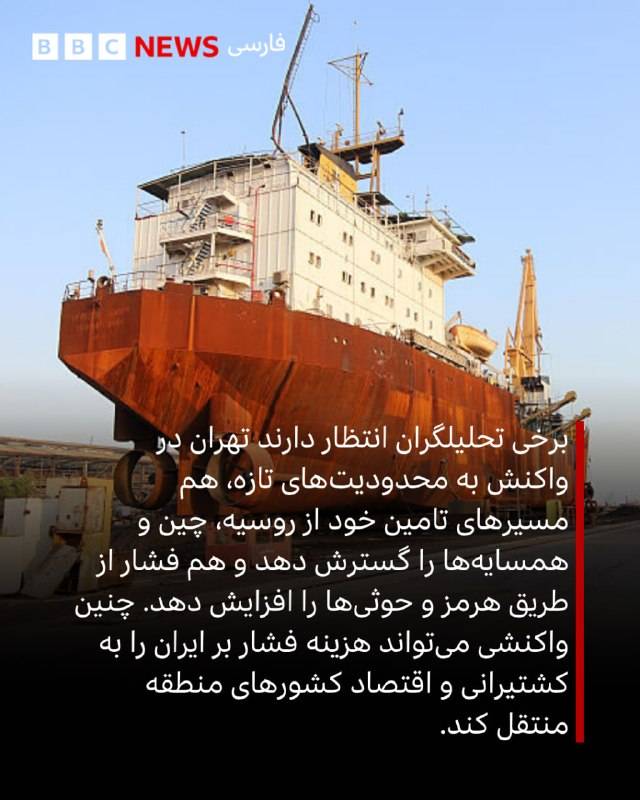 BBC NEWS فارسی
برخی تحلیلگران انتظار دارند تهران در
واکنش به محدودیت‌های تازه، هم
مسیرهای تامین خود از روسیه، چین و
همسایه‌ها را گسترش دهد و هم فشار از
طریق هرمز و حوثی‌ها را افزایش دهد. چنین
واکنشی می‌تواند هزینه فشار بر ایران را به
کشتیرانی و اقتصاد کشورهای منطقه
منتقل کند.